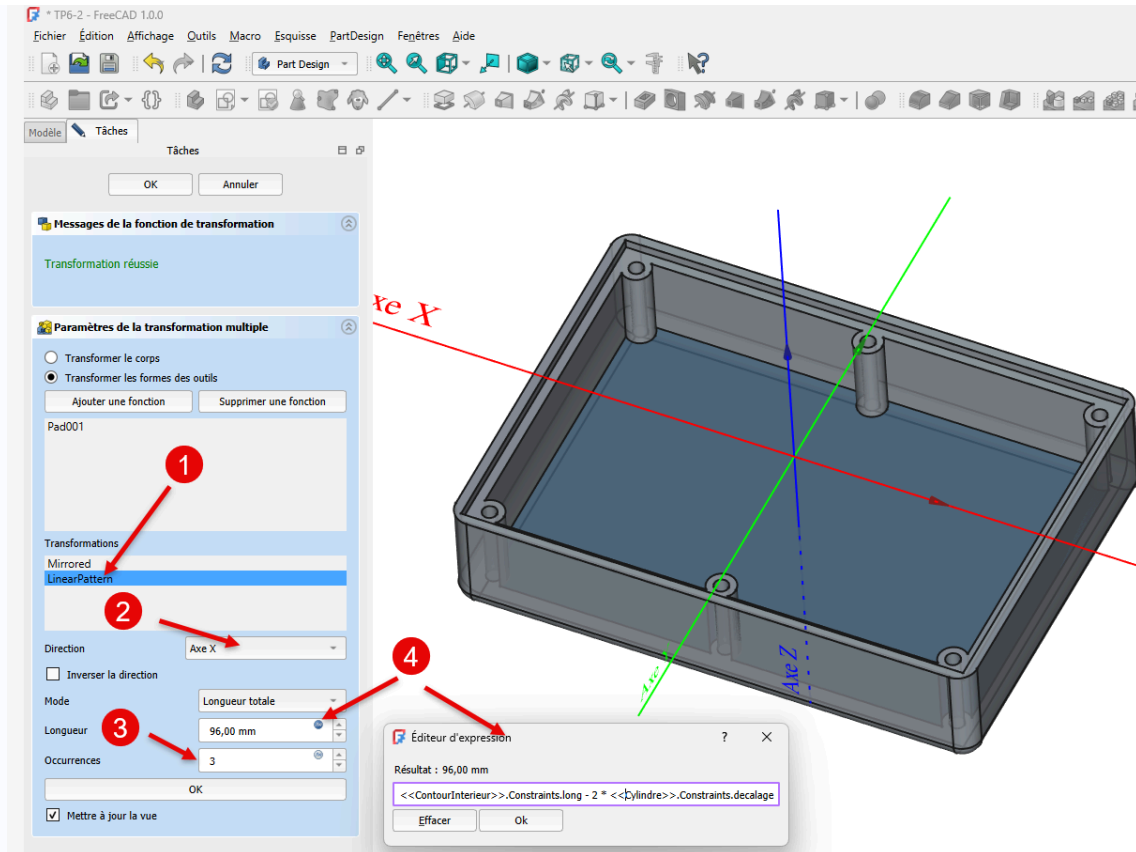 * TP6-2 - FreeCAD 1.0.0
Fichier Édition Affichage Outils Macro Esquisse PartDesign Fenêtres Aide
Part Design
Modèle Tâches
Tâches
OK Annuler
Messages de la fonction de transformation
Transformation réussie
Paramètres de la transformation multiple
Transformer le corps
Transformer les formes des outils
Ajouter une fonction Supprimer une fonction
Pad001
1
Transformations
Mirrored
LinearPattern
2
Direction Axe X
Inverser la direction
Mode Longueur totale
Longueur 96,00 mm
3
Occurrences 3
OK
Mettre à jour la vue
xe X
Axe Z
Axe
4
Éditeur d'expression ? ×
Résultat : 96,00 mm
<<ContourInterieur>>.Constraints.long - 2 * <<Cylindre>>.Constraints.decalage
Effacer Ok